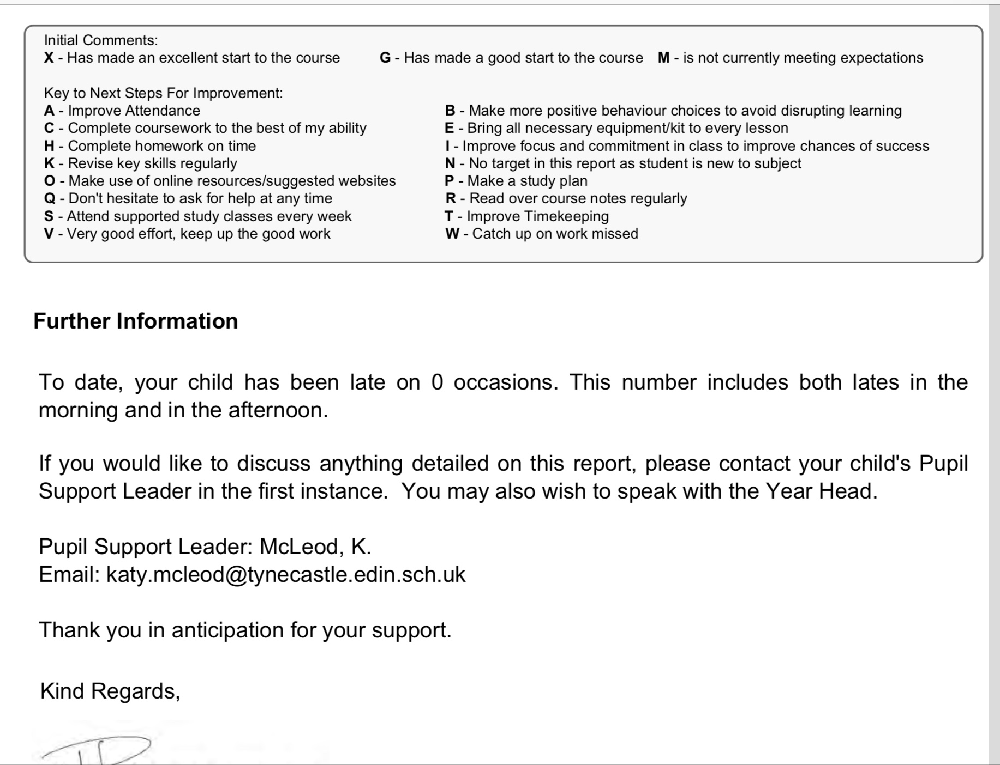 Initial Comments:
X - Has made an excellent start to the course G - Has made a good start to the course M - is not currently meeting expectations
Key to Next Steps For Improvement:
A - Improve Attendance B - Make more positive behaviour choices to avoid disrupting learning
C - Complete coursework to the best of my ability E - Bring all necessary equipment/kit to every lesson
H - Complete homework on time I - Improve focus and commitment in class to improve chances of success
K - Revise key skills regularly N - No target in this report as student is new to subject
O - Make use of online resources/suggested websites P - Make a study plan
Q - Don't hesitate to ask for help at any time R - Read over course notes regularly
S - Attend supported study classes every week T - Improve Timekeeping
V - Very good effort, keep up the good work W - Catch up on work missed
Further Information
To date, your child has been late on 0 occasions. This number includes both lates in the
morning and in the afternoon.
If you would like to discuss anything detailed on this report, please contact your child's Pupil
Support Leader in the first instance. You may also wish to speak with the Year Head.
Pupil Support Leader: McLeod, K.
Email: katy.mcleod@tynecastle.edin.sch.uk
Thank you in anticipation for your support.
Kind Regards,